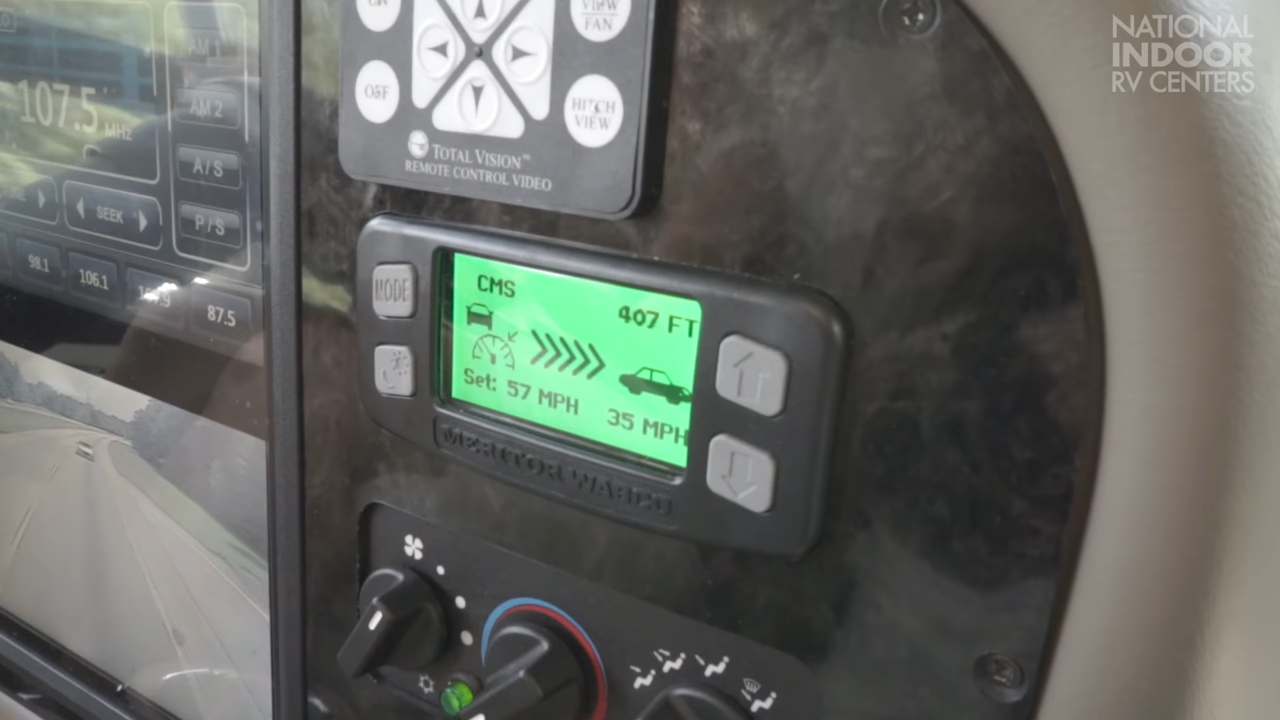 NATIONAL
INDOOR
RV CENTERS
ON
VIEW
FAN
OFF
HITCH
VIEW
TOTAL VISION™
REMOTE CONTROL VIDEO
AM 1
AM 2
107.5 MHz
A/S
SEEK
P/S
98.1
106.1
87.5
MODE
CMS
407 FT
Set: 57 MPH
35 MPH
MERITOR WABCO